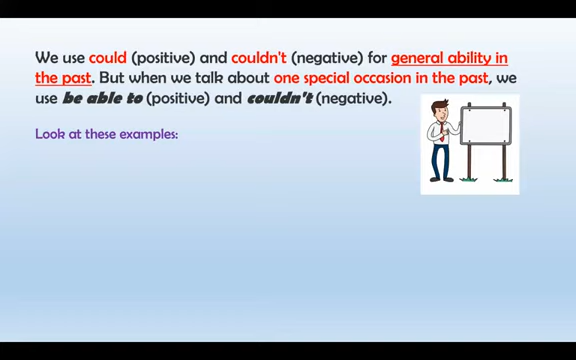 We use could (positive) and couldn't (negative) for general ability in
the past. But when we talk about one special occasion in the past, we
use be able to (positive) and couldn't (negative).
Look at these examples: